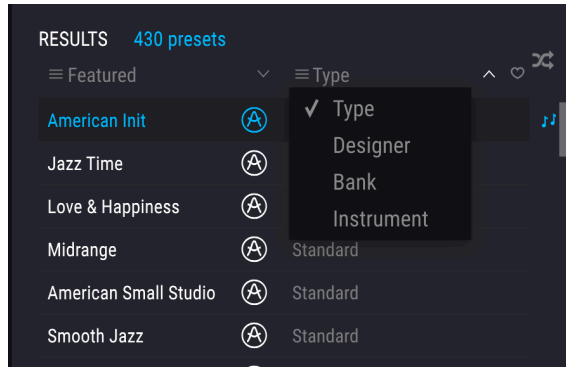 RESULTS 430 presets
Featured Type
American Init
Type
Jazz Time
Designer
Love & Happiness
Bank
Instrument
Midrange Standard
American Small Studio Standard
Smooth Jazz Standard